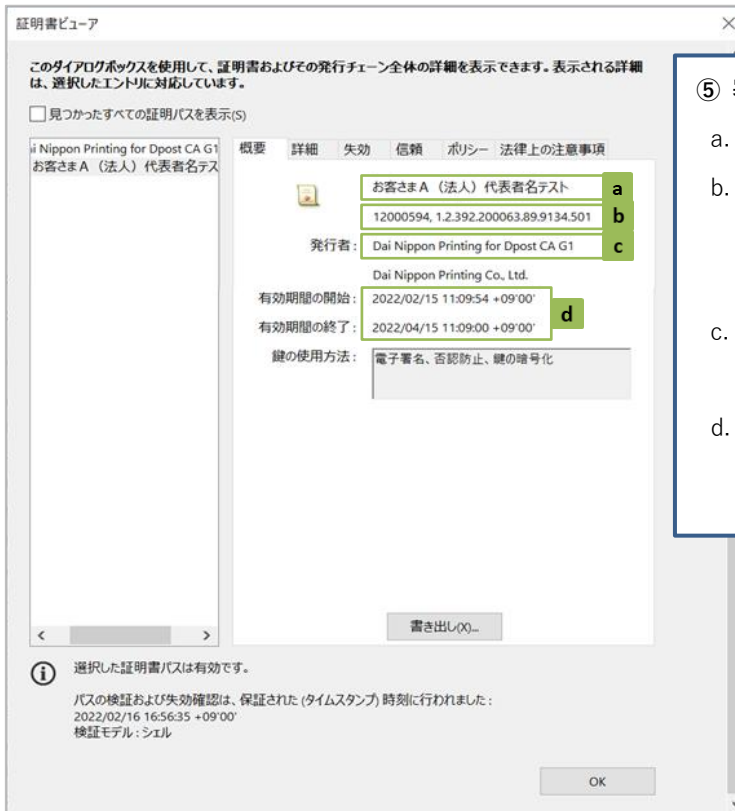 証明書ビューア
このダイアログボックスを使用して、証明書およびその発行チェーン全体の詳細を表示できます。表示される詳細
は、選択したエントリに対応しています。
見つかったすべての証明パスを表示(S)
i Nippon Printing for Dpost CA G1
お客さまA （法人）代表者名テス
概要 詳細 失効 信頼 ポリシー 法律上の注意事項
お客さまA （法人）代表者名テスト a
12000594, 1.2.392.200063.89.9134.501 b
発行者: Dai Nippon Printing for Dpost CA G1 c
Dai Nippon Printing Co., Ltd.
有効期間の開始: 2022/02/15 11:09:54 +09'00'
d
有効期間の終了: 2022/04/15 11:09:00 +09'00'
鍵の使用方法: 電子署名、否認防止、鍵の暗号化
書き出し(X)...
選択した証明書パスは有効です。
パスの検証および失効確認は、保証された (タイムスタンプ) 時刻に行われました:
2022/02/16 16:56:35 +09'00'
検証モデル: シェル
OK
⑤
a.
b.
c.
d.